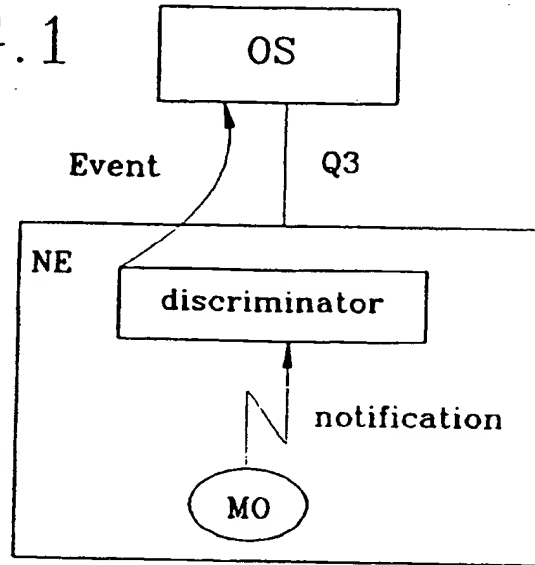 .1
OS
Event
Q3
NE
discriminator
notification
MO